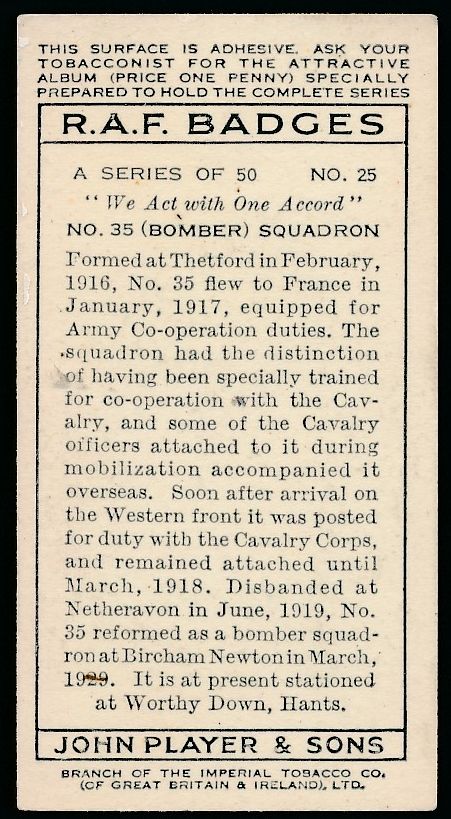 THIS SURFACE IS ADHESIVE. ASK YOUR
TOBACCONIST FOR THE ATTRACTIVE
ALBUM (PRICE ONE PENNY) SPECIALLY
PREPARED TO HOLD THE COMPLETE SERIES
R.A.F. BADGES
A SERIES OF 50 NO. 25
"We Act with One Accord"
NO. 35 (BOMBER) SQUADRON
Formed at Thetford in February,
1916, No. 35 flew to France in
January, 1917, equipped for
Army Co-operation duties. The
squadron had the distinction
of having been specially trained
for co-operation with the Cav-
alry, and some of the Cavalry
officers attached to it during
mobilization accompanied it
overseas. Soon after arrival on
the Western front it was posted
for duty with the Cavalry Corps,
and remained attached until
March, 1918. Disbanded at
Netheravon in June, 1919, No.
35 reformed as a bomber squad-
ron at Bircham Newton in March,
1929. It is at present stationed
at Worthy Down, Hants.
JOHN PLAYER & SONS
BRANCH OF THE IMPERIAL TOBACCO CO.
(OF GREAT BRITAIN & IRELAND), LTD.